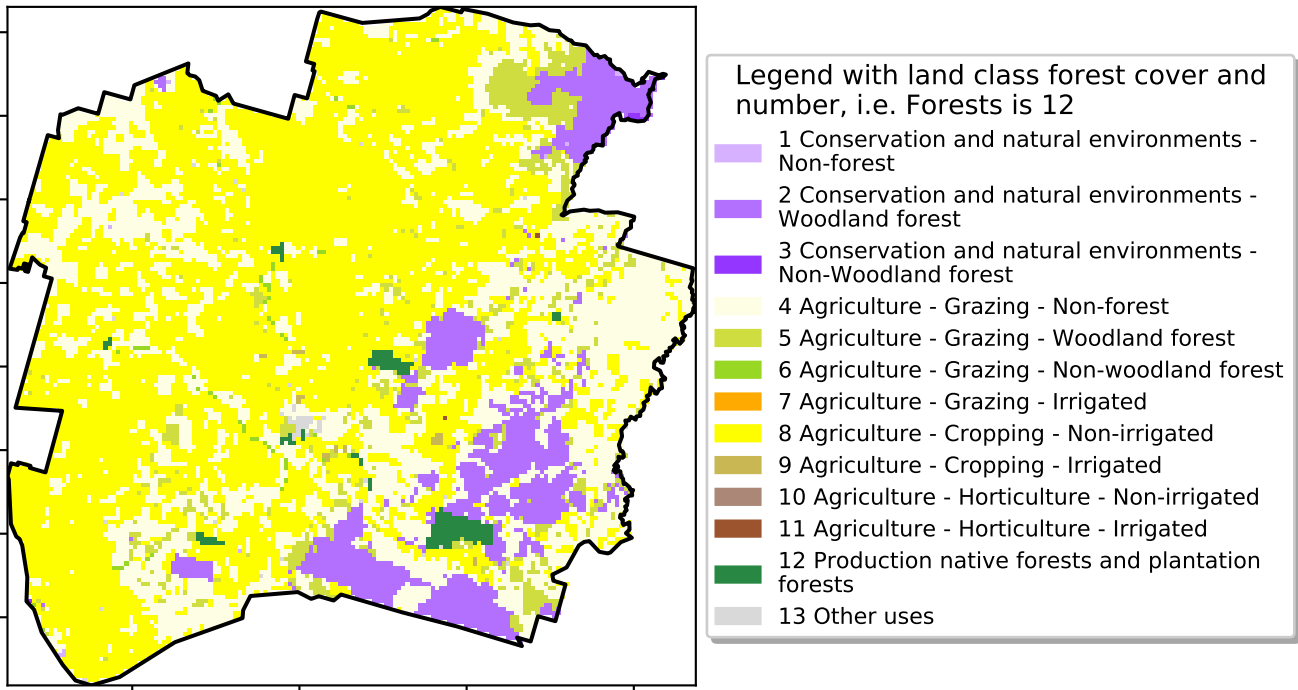 Legend with land class forest cover and
number, i.e. Forests is 12
1 Conservation and natural environments -
Non-forest
2 Conservation and natural environments -
Woodland forest
3 Conservation and natural environments -
Non-Woodland forest
4 Agriculture - Grazing - Non-forest
5 Agriculture - Grazing - Woodland forest
6 Agriculture - Grazing - Non-woodland forest
7 Agriculture - Grazing - Irrigated
8 Agriculture - Cropping - Non-irrigated
9 Agriculture - Cropping - Irrigated
10 Agriculture - Horticulture - Non-irrigated
11 Agriculture - Horticulture - Irrigated
12 Production native forests and plantation
forests
13 Other uses